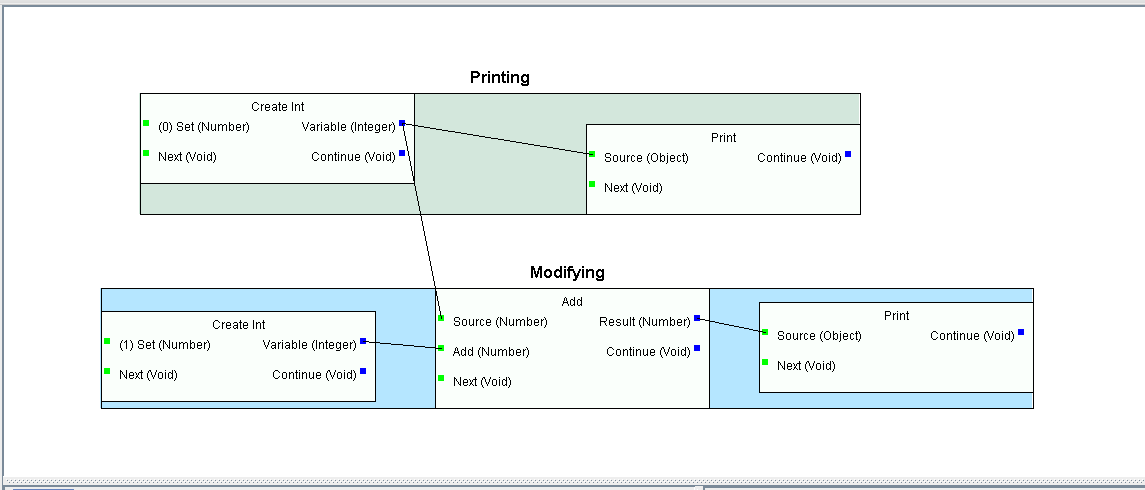 Printing
Create Int
(0) Set (Number) Variable (Integer)
Next (Void) Continue (Void)
Print
Source (Object) Continue (Void)
Next (Void)
Modifying
Create Int
(1) Set (Number) Variable (Integer)
Next (Void) Continue (Void)
Add
Source (Number) Result (Number)
Add (Number) Continue (Void)
Next (Void)
Print
Source (Object) Continue (Void)
Next (Void)